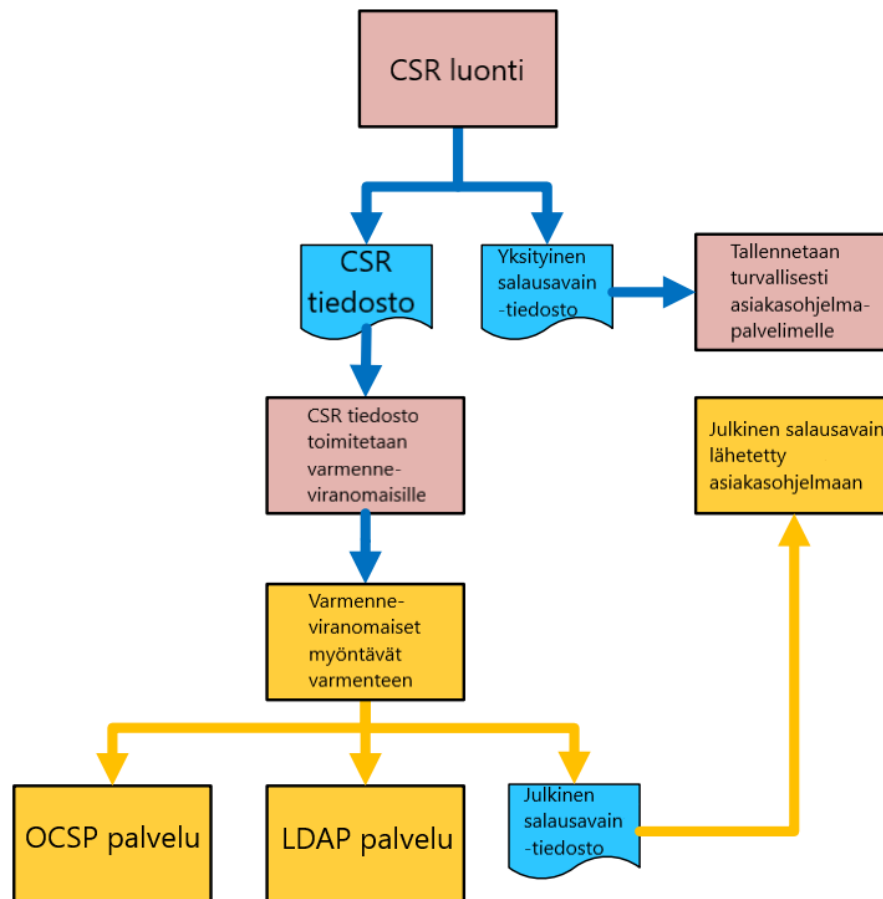 CSR luonti
CSR
tiedosto
Yksityinen
salausavain
-tiedosto
Tallennetaan
turvallisesti
asiakasohjelma-
palvelimelle
CSR tiedosto
toimitetaan
varmenne-
viranomaisille
Julkinen salausavain
lähetetty
asiakasohjelmaan
Varmenne-
viranomaiset
myöntävät
varmenteen
OCSP palvelu
LDAP palvelu
Julkinen
salausavain
-tiedosto